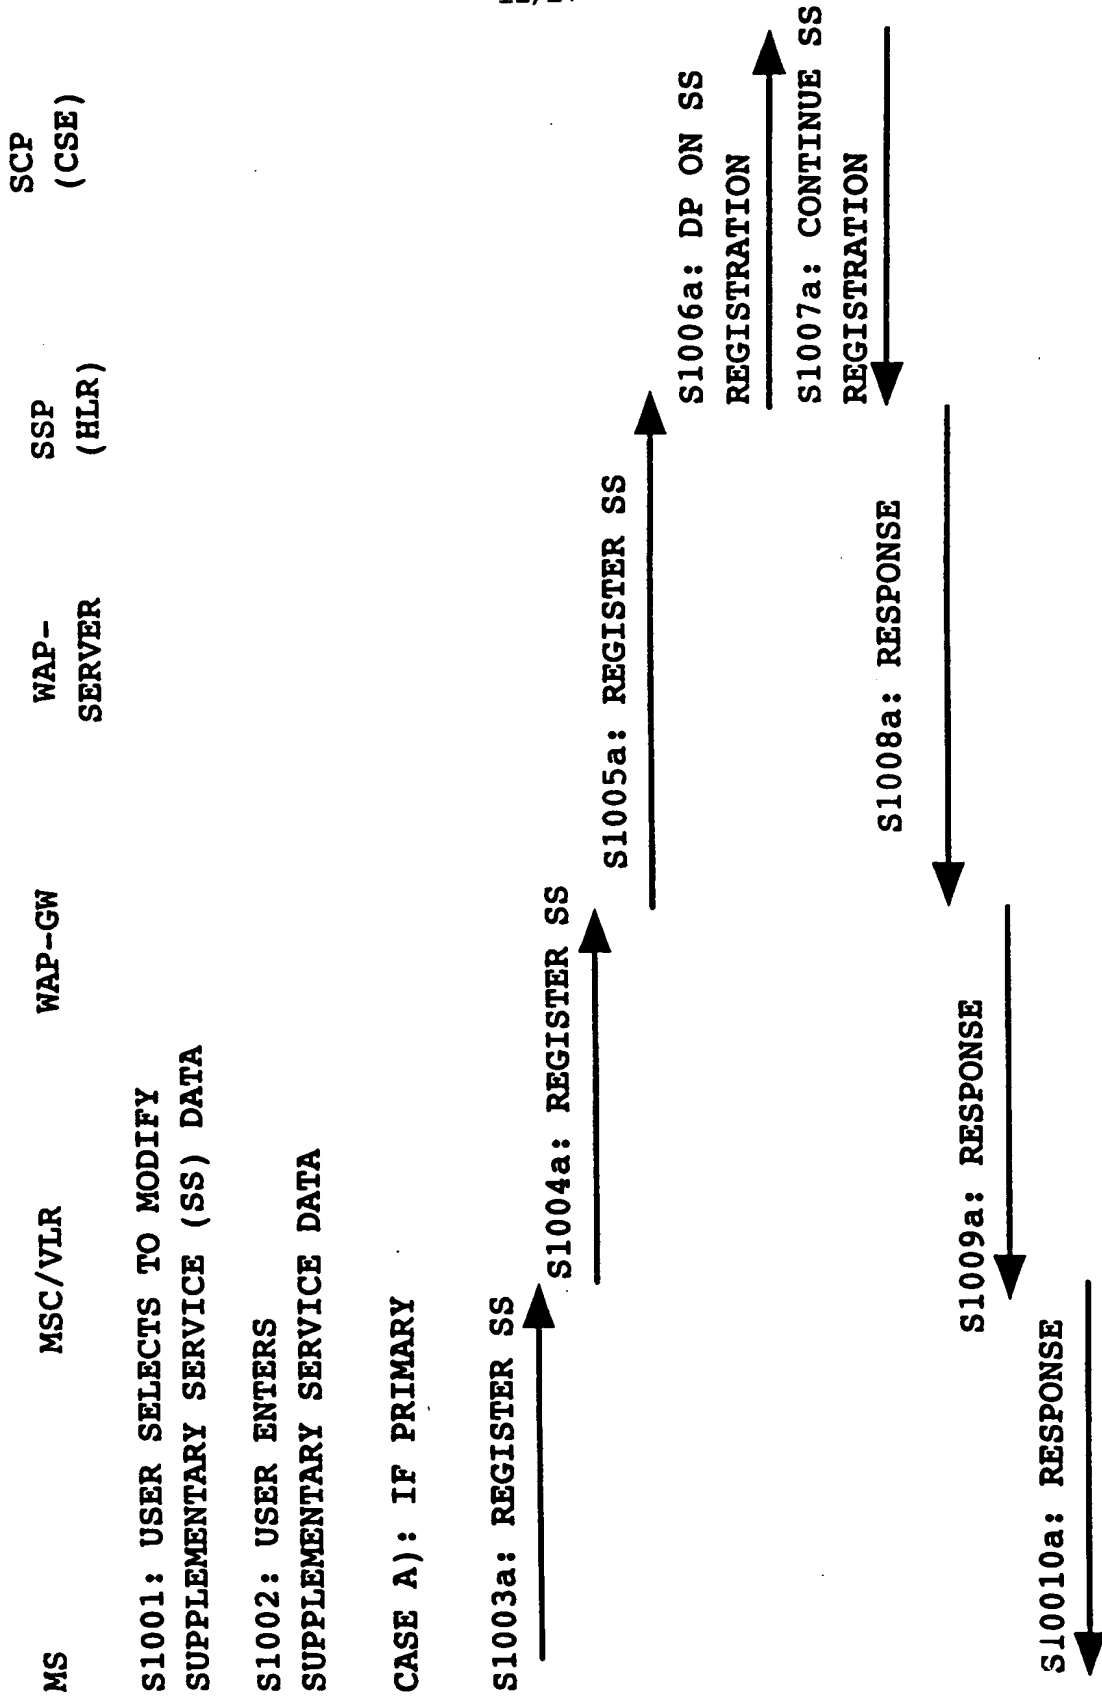 MS
MSC/VLR
WAP-GW
WAP-
SERVER
SSP
(HLR)
SCP
(CSE)
S1001: USER SELECTS TO MODIFY
SUPPLEMENTARY SERVICE (SS) DATA
S1002: USER ENTERS
SUPPLEMENTARY SERVICE DATA
CASE A): IF PRIMARY
S1003a: REGISTER SS
S1004a: REGISTER SS
S1005a: REGISTER SS
S1006a: DP ON SS
REGISTRATION
S1007a: CONTINUE SS
REGISTRATION
S1008a: RESPONSE
S1009a: RESPONSE
S10010a: RESPONSE